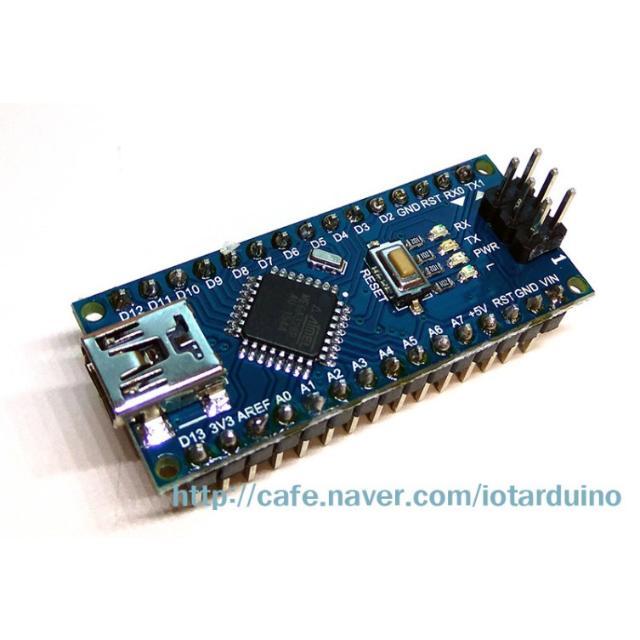 D12 D11 D10 D9 D8 D7 D6 D5 D4 D3 D2 GND RST RX0 TX1
RX
TX
PWR
L
RESET
1
ATMEL
D13 3V3 AREF A0 A1 A2 A3 A4 A5 A6 A7 +5V RST GND VIN
http://cafe.naver.com/iotarduino